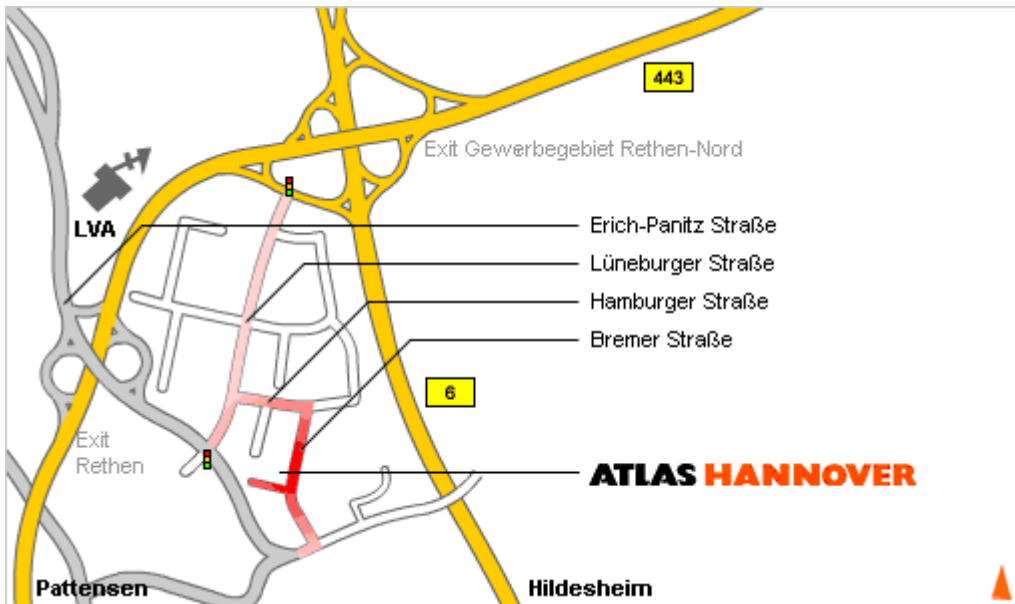 443
Exit Gewerbegebiet Rethen-Nord
LVA
Erich-Panitz Straße
Lüneburger Straße
Hamburger Straße
Bremer Straße
6
Exit
Rethen
ATLAS HANNOVER
Pattensen
Hildesheim